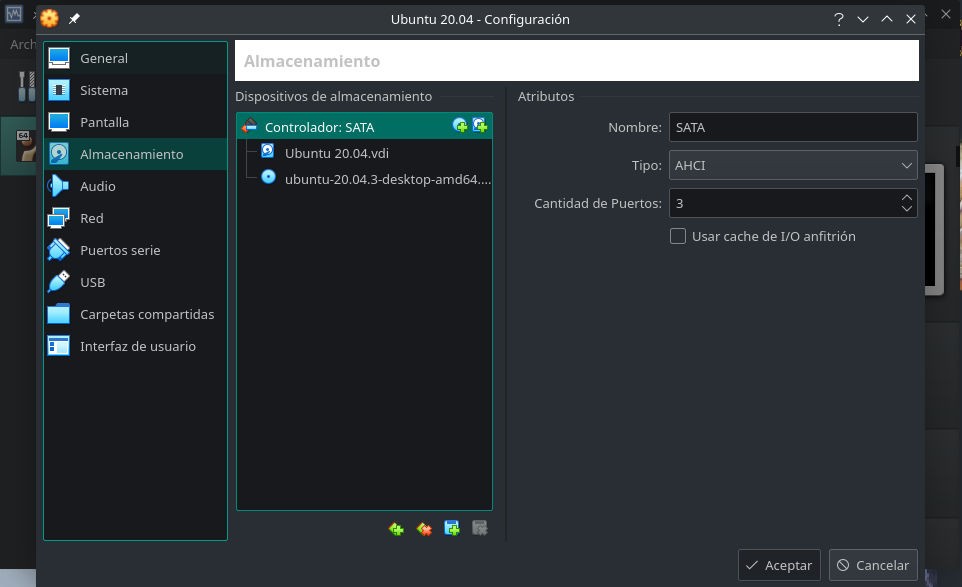 Ubuntu 20.04 - Configuración
Arch
64
General
Sistema
Pantalla
Almacenamiento
Audio
Red
Puertos serie
USB
Carpetas compartidas
Interfaz de usuario
Almacenamiento
Dispositivos de almacenamiento
Controlador: SATA
Ubuntu 20.04.vdi
ubuntu-20.04.3-desktop-amd64....
Atributos
Nombre: SATA
Tipo: AHCI
Cantidad de Puertos: 3
Usar cache de I/O anfitrión
Aceptar
Cancelar